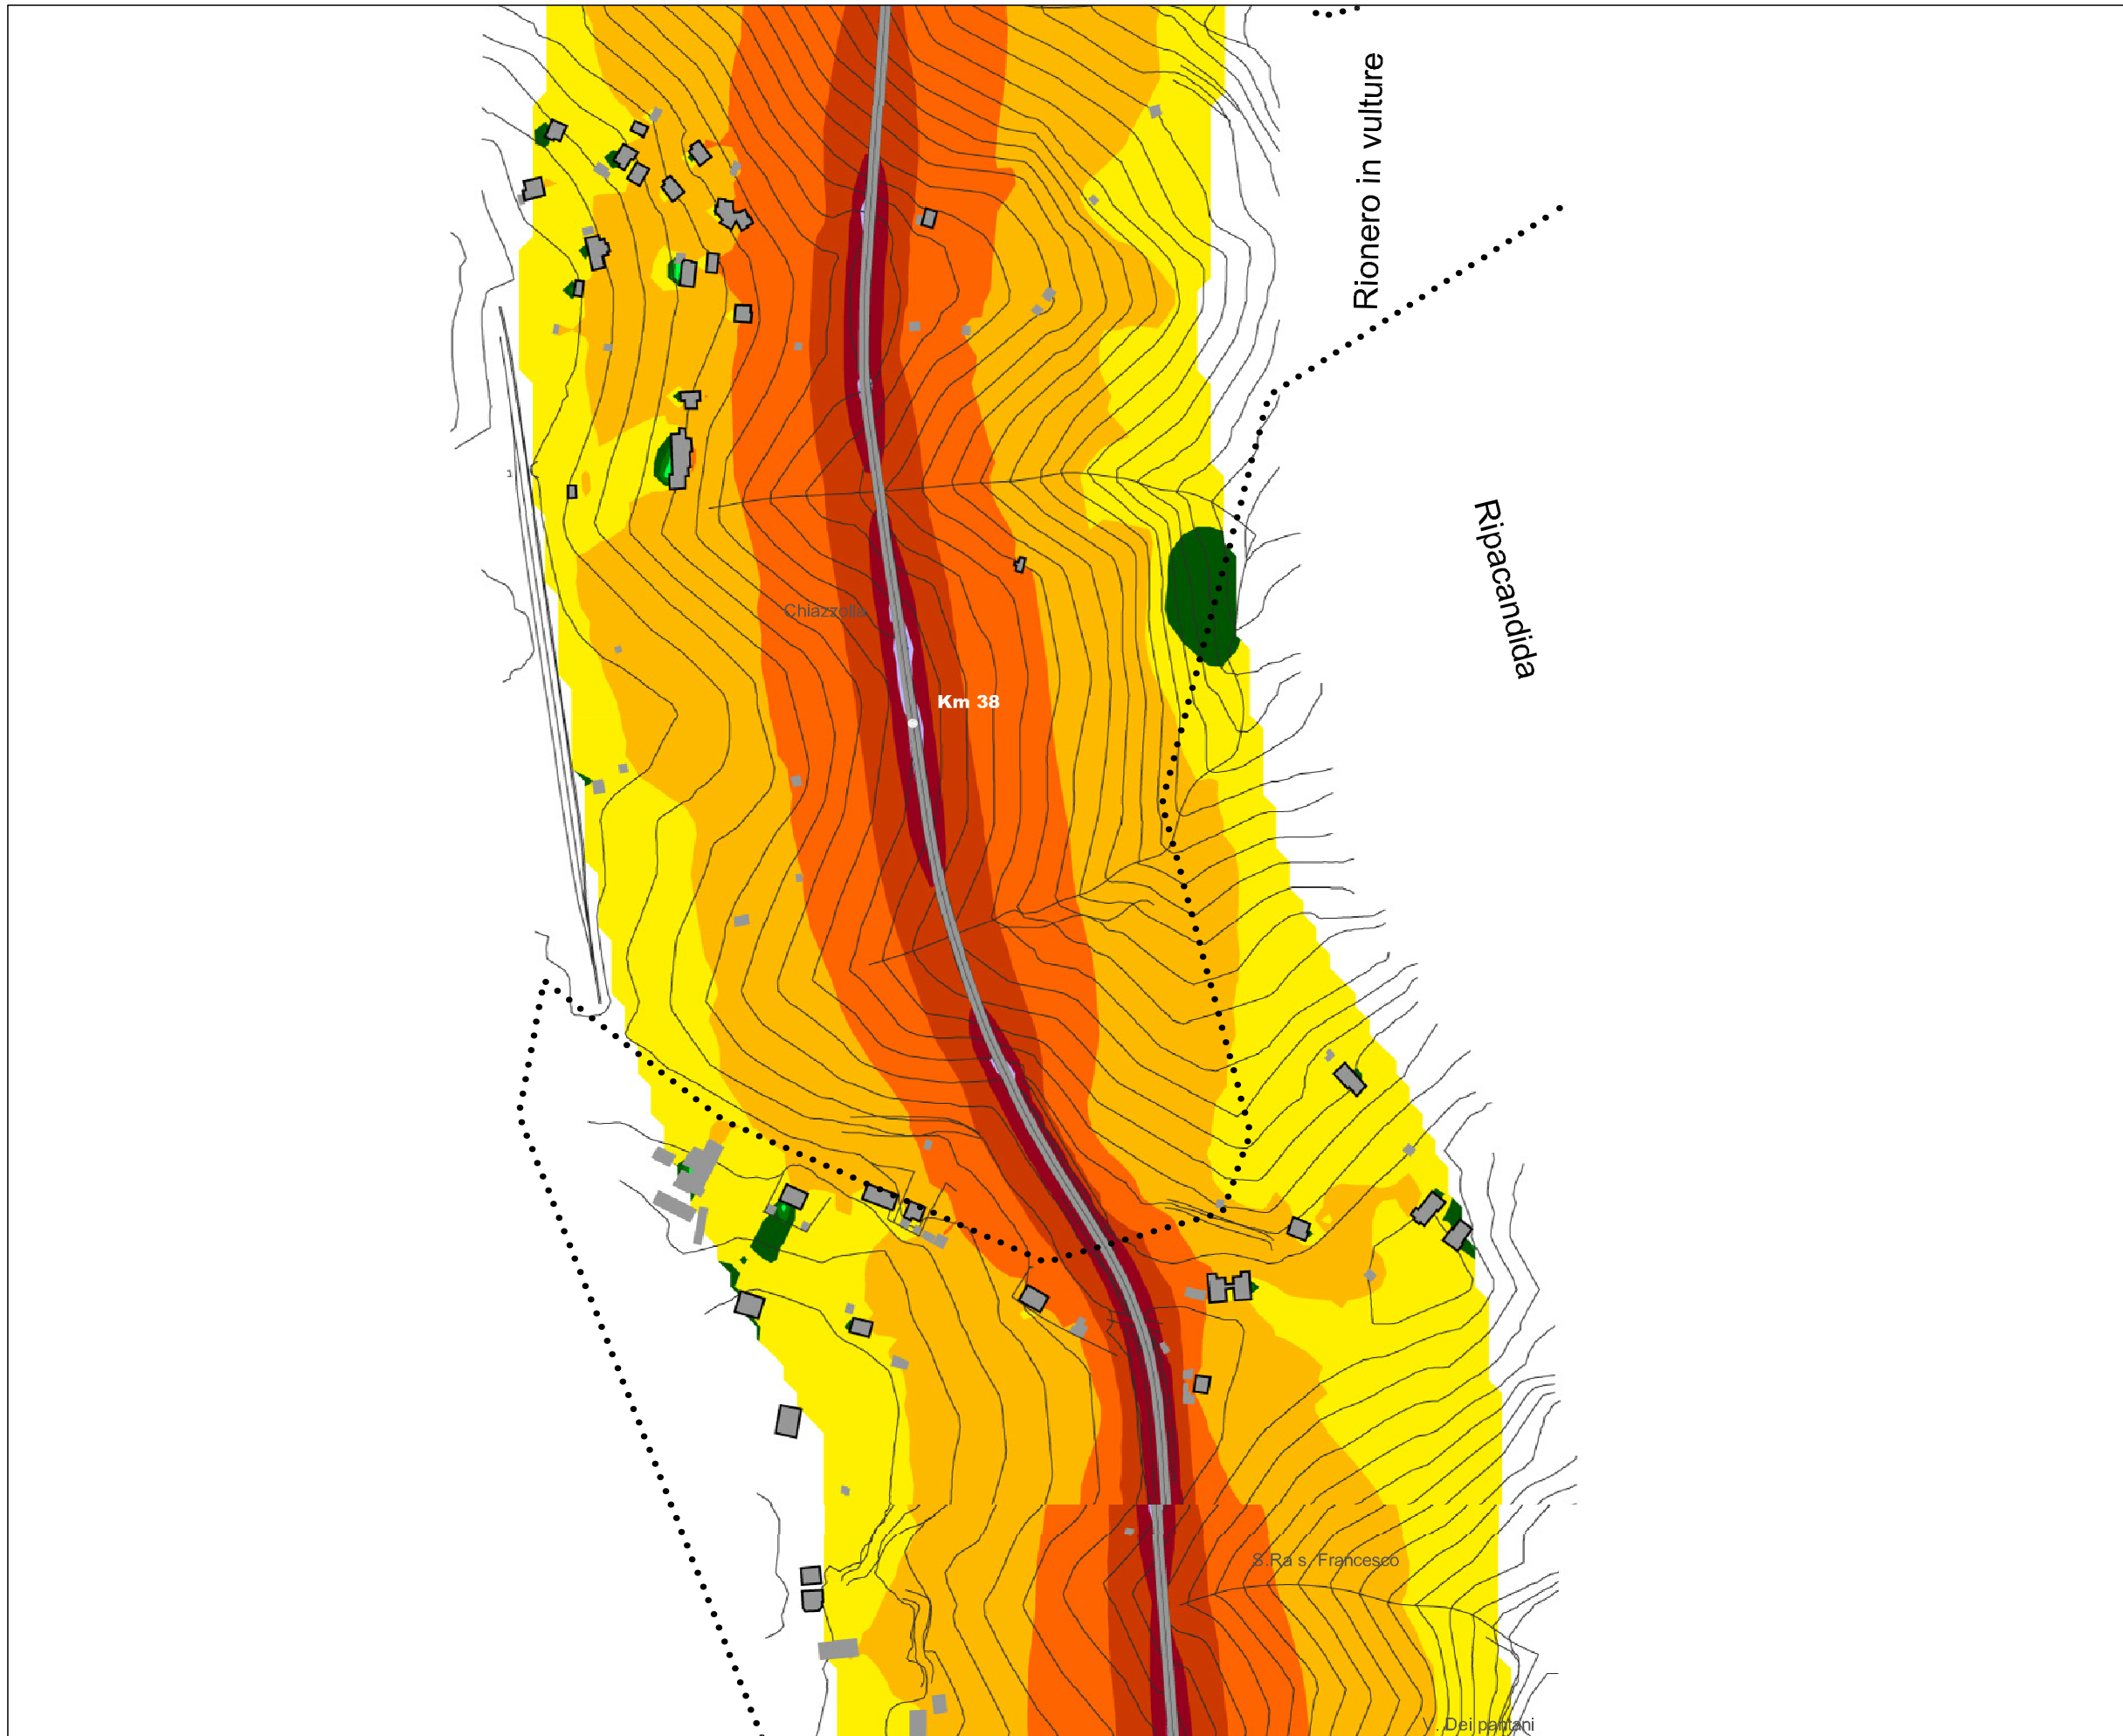 Rionero in vulture
Ripacandida
Chiazzolla
Km 38
S.Ra s. Francesco
V. Dei pantani